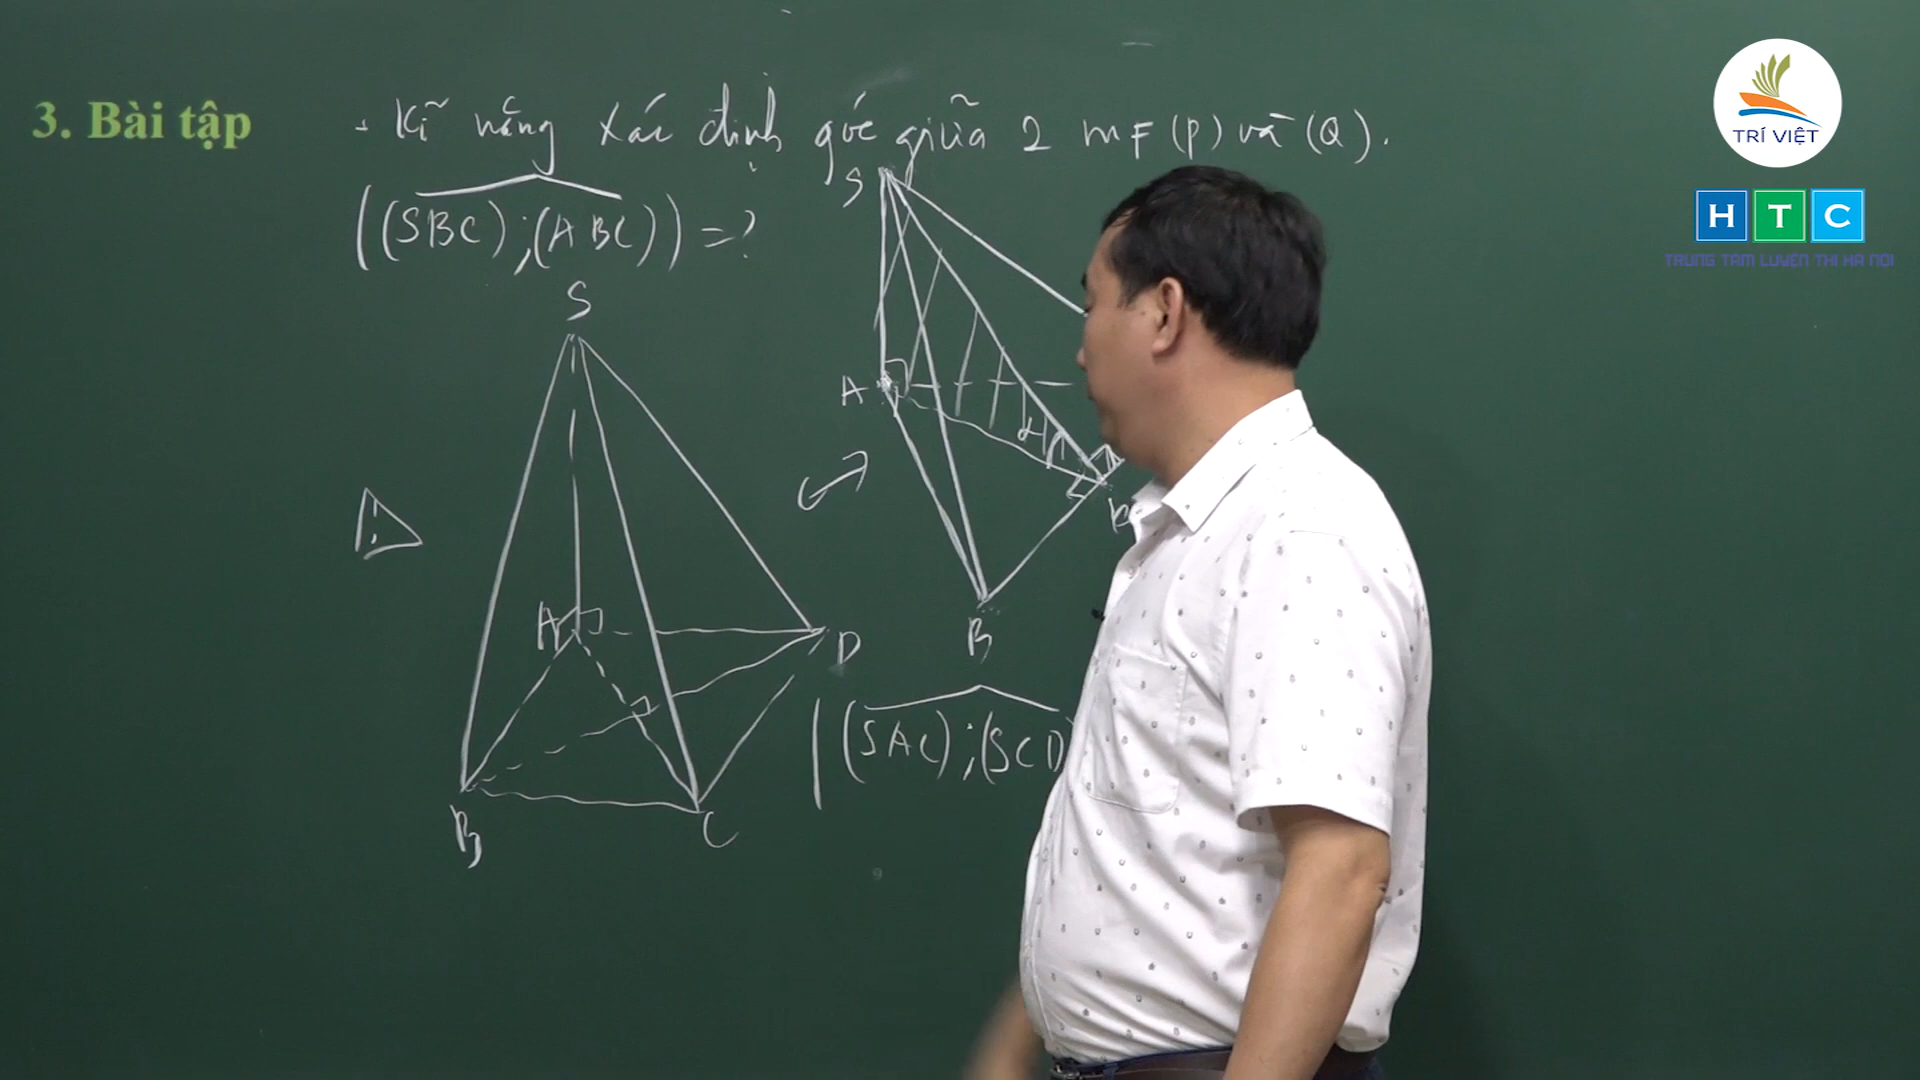 3. Bài tập
- Kĩ năng xác định góc giữa 2 mF (P) và (Q).
((SBC);(ABC)) = ?
S
A
B
S
A
D
B
C
!
((SAC);(SCD)
α
TRÍ VIỆT
H T C
TRUNG TÂM LUYỆN THI HÀ NỘI